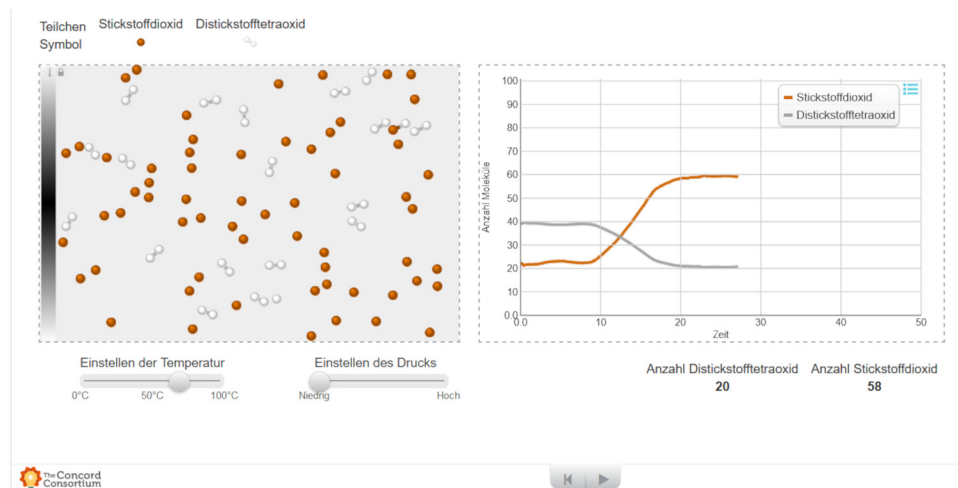 Teilchen Stickstoffdioxid Distickstofftetraoxid
Symbol
100
90
80
70
60
50
40
30
20
10
0.0
Anzahl Moleküle
Stickstoffdioxid
Distickstofftetraoxid
0.0 10 20 30 40 50
Zeit
Einstellen der Temperatur
0°C 50°C 100°C
Einstellen des Drucks
Niedrig Hoch
Anzahl Distickstofftetraoxid Anzahl Stickstoffdioxid
20 58
The Concord
Consortium